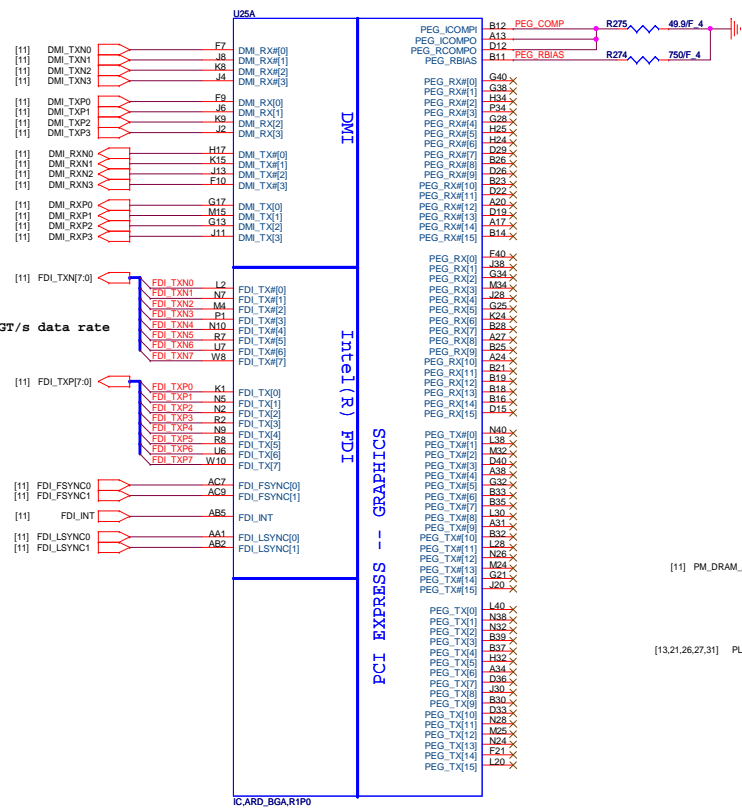 U25A
PEG_ICOMPI B12 PEG_COMP R275 49.9/F_4
PEG_ICOMPO A13
PEG_RCOMPO D12
PEG_RBIAS B11 PEG_RBIAS R274 750/F_4
[11] DMI_TXN0 F7 DMI_RX#[0]
[11] DMI_TXN1 J8 DMI_RX#[1]
[11] DMI_TXN2 K8 DMI_RX#[2]
[11] DMI_TXN3 J4 DMI_RX#[3]
[11] DMI_TXP0 F9 DMI_RX[0]
[11] DMI_TXP1 J6 DMI_RX[1]
[11] DMI_TXP2 K9 DMI_RX[2]
[11] DMI_TXP3 J2 DMI_RX[3]
[11] DMI_RXN0 H17 DMI_TX#[0]
[11] DMI_RXN1 K15 DMI_TX#[1]
[11] DMI_RXN2 J13 DMI_TX#[2]
[11] DMI_RXN3 F10 DMI_TX#[3]
[11] DMI_RXP0 G17 DMI_TX[0]
[11] DMI_RXP1 M15 DMI_TX[1]
[11] DMI_RXP2 G13 DMI_TX[2]
[11] DMI_RXP3 J11 DMI_TX[3]
DMI
[11] FDI_TXN[7:0]
FDI_TXN0 L2 FDI_TX#[0]
FDI_TXN1 N7 FDI_TX#[1]
FDI_TXN2 M4 FDI_TX#[2]
FDI_TXN3 P1 FDI_TX#[3]
FDI_TXN4 N10 FDI_TX#[4]
FDI_TXN5 R7 FDI_TX#[5]
FDI_TXN6 U7 FDI_TX#[6]
FDI_TXN7 W8 FDI_TX#[7]
GT/s data rate
[11] FDI_TXP[7:0]
FDI_TXP0 K1 FDI_TX[0]
FDI_TXP1 N5 FDI_TX[1]
FDI_TXP2 N2 FDI_TX[2]
FDI_TXP3 R2 FDI_TX[3]
FDI_TXP4 N9 FDI_TX[4]
FDI_TXP5 R8 FDI_TX[5]
FDI_TXP6 U6 FDI_TX[6]
FDI_TXP7 W10 FDI_TX[7]
[11] FDI_FSYNC0 AC7 FDI_FSYNC[0]
[11] FDI_FSYNC1 AC9 FDI_FSYNC[1]
[11] FDI_INT AB5 FDI_INT
[11] FDI_LSYNC0 AA1 FDI_LSYNC[0]
[11] FDI_LSYNC1 AB2 FDI_LSYNC[1]
Intel(R) FDI
PCI EXPRESS -- GRAPHICS
PEG_RX#[0] G40
PEG_RX#[1] G38
PEG_RX#[2] H34
PEG_RX#[3] P34
PEG_RX#[4] G28
PEG_RX#[5] H25
PEG_RX#[6] H24
PEG_RX#[7] D29
PEG_RX#[8] B26
PEG_RX#[9] D26
PEG_RX#[10] B23
PEG_RX#[11] D22
PEG_RX#[12] A20
PEG_RX#[13] D19
PEG_RX#[14] A17
PEG_RX#[15] B14
PEG_RX[0] F40
PEG_RX[1] J38
PEG_RX[2] G34
PEG_RX[3] M34
PEG_RX[4] J28
PEG_RX[5] G25
PEG_RX[6] K24
PEG_RX[7] B28
PEG_RX[8] A27
PEG_RX[9] B25
PEG_RX[10] A24
PEG_RX[11] B21
PEG_RX[12] B19
PEG_RX[13] B18
PEG_RX[14] B16
PEG_RX[15] D15
PEG_TX#[0] N40
PEG_TX#[1] L38
PEG_TX#[2] M32
PEG_TX#[3] D40
PEG_TX#[4] A38
PEG_TX#[5] G32
PEG_TX#[6] B33
PEG_TX#[7] B35
PEG_TX#[8] L30
PEG_TX#[9] A31
PEG_TX#[10] B32
PEG_TX#[11] L28
PEG_TX#[12] N26
PEG_TX#[13] M24
PEG_TX#[14] G21
PEG_TX#[15] J20
[11] PM_DRAM_
PEG_TX[0] L40
PEG_TX[1] N38
PEG_TX[2] N32
PEG_TX[3] B39
PEG_TX[4] B37
PEG_TX[5] H32
PEG_TX[6] A34
PEG_TX[7] D36
PEG_TX[8] J30
PEG_TX[9] B30
PEG_TX[10] D33
PEG_TX[11] N28
PEG_TX[12] M25
PEG_TX[13] N24
PEG_TX[14] F21
PEG_TX[15] L20
[13,21,26,27,31] PL
IC,ARD_BGA,R1P0